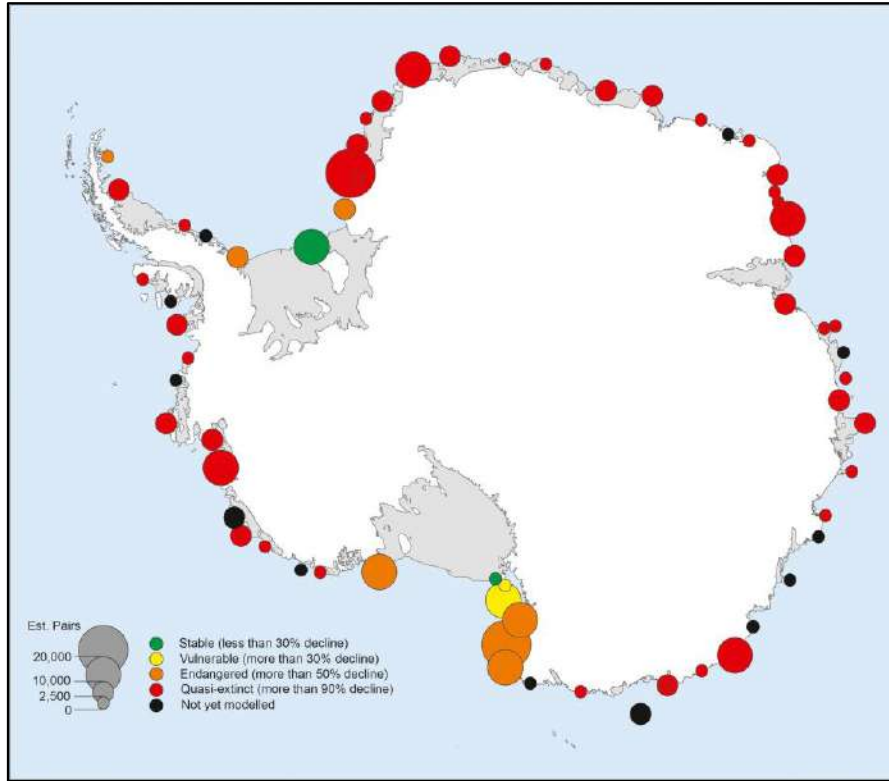 Est. Pairs
20,000
10,000
2,500
0
Stable (less than 30% decline)
Vulnerable (more than 30% decline)
Endangered (more than 50% decline)
Quasi-extinct (more than 90% decline)
Not yet modelled